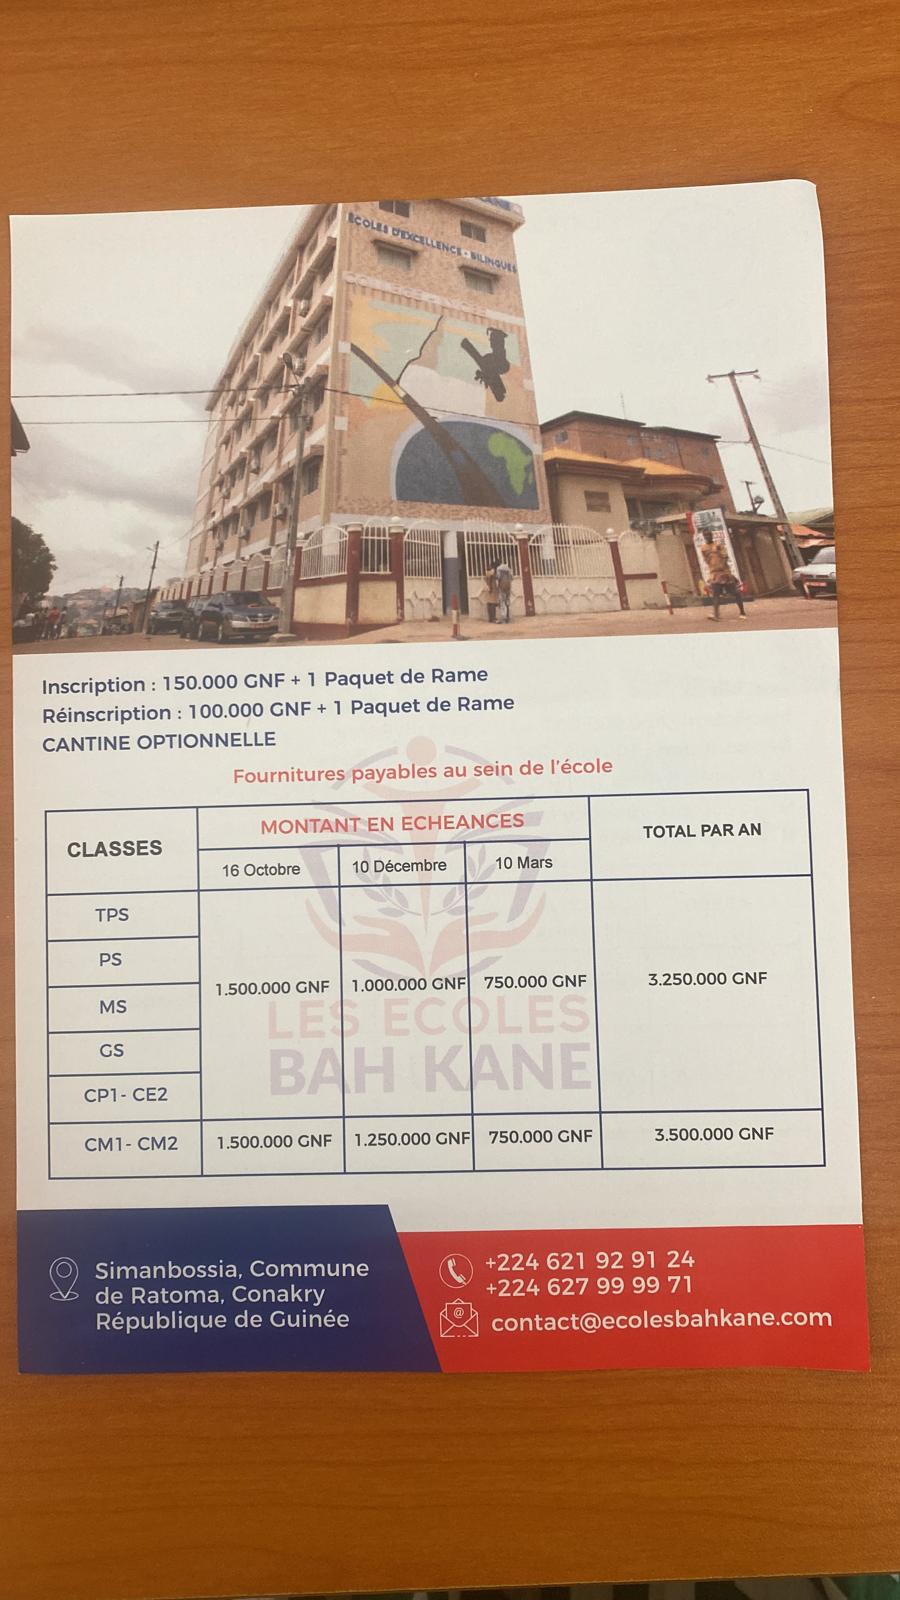 ÉCOLES D'EXCELLENCE - BILINGUES
Inscription : 150.000 GNF + 1 Paquet de Rame
Réinscription : 100.000 GNF + 1 Paquet de Rame
CANTINE OPTIONNELLE
Fournitures payables au sein de l'école
CLASSES
MONTANT EN ECHEANCES
TOTAL PAR AN
16 Octobre
10 Décembre
10 Mars
TPS
PS
MS
GS
CP1- CE2
1.500.000 GNF
1.000.000 GNF
750.000 GNF
3.250.000 GNF
LES ECOLES
BAH KANE
CM1- CM2
1.500.000 GNF
1.250.000 GNF
750.000 GNF
3.500.000 GNF
Simanbossia, Commune
de Ratoma, Conakry
République de Guinée
+224 621 92 91 24
+224 627 99 99 71
contact@ecolesbahkane.com